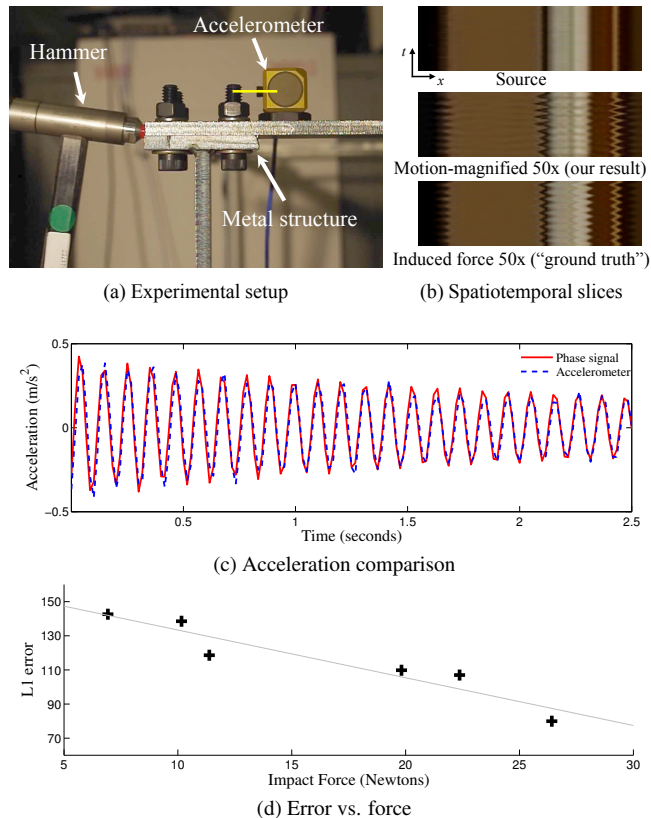 Accelerometer
Hammer
Metal structure
(a) Experimental setup
t
x
Source
Motion-magnified 50x (our result)
Induced force 50x (“ground truth”)
(b) Spatiotemporal slices
0.5
0
−0.5
Acceleration (m/s²)
Phase signal
Accelerometer
0.5 1 1.5 2 2.5
Time (seconds)
(c) Acceleration comparison
150
130
110
90
70
L1 error
5 10 15 20 25 30
Impact Force (Newtons)
(d) Error vs. force